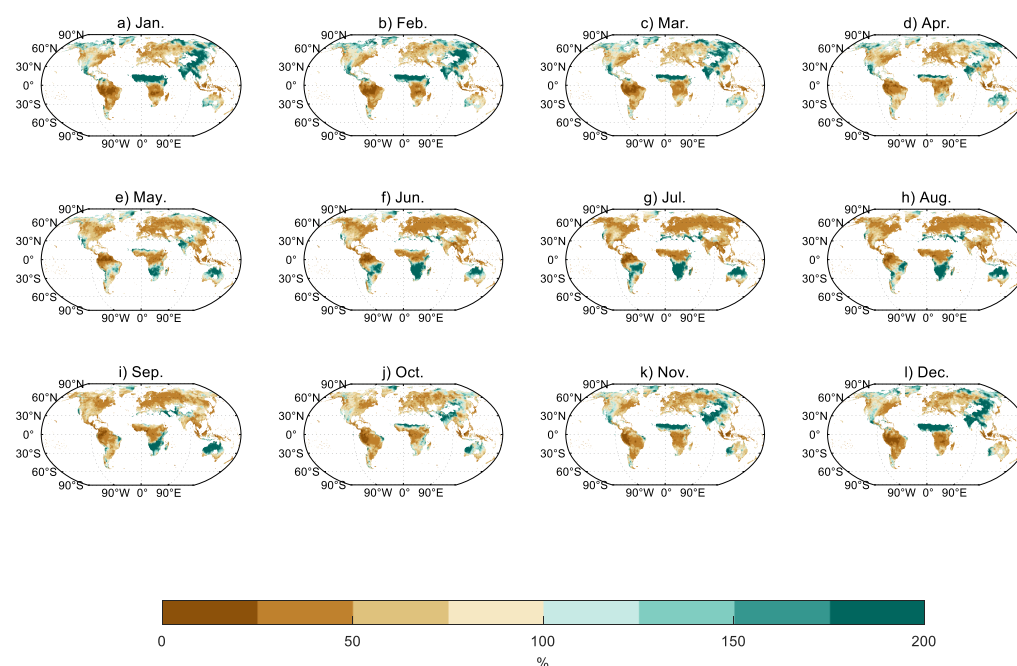 a) Jan.
b) Feb.
c) Mar.
d) Apr.
90°N
90°N
90°N
90°N
60°N
60°N
60°N
60°N
30°N
30°N
30°N
30°N
0°
0°
0°
0°
30°S
30°S
30°S
30°S
60°S
60°S
60°S
60°S
90°S
90°S
90°S
90°S
90°W 0° 90°E
90°W 0° 90°E
90°W 0° 90°E
90°W 0° 90°E
e) May.
f) Jun.
g) Jul.
h) Aug.
90°N
90°N
90°N
90°N
60°N
60°N
60°N
60°N
30°N
30°N
30°N
30°N
0°
0°
0°
0°
30°S
30°S
30°S
30°S
60°S
60°S
60°S
60°S
90°S
90°S
90°S
90°S
90°W 0° 90°E
90°W 0° 90°E
90°W 0° 90°E
90°W 0° 90°E
i) Sep.
j) Oct.
k) Nov.
l) Dec.
90°N
90°N
90°N
90°N
60°N
60°N
60°N
60°N
30°N
30°N
30°N
30°N
0°
0°
0°
0°
30°S
30°S
30°S
30°S
60°S
60°S
60°S
60°S
90°S
90°S
90°S
90°S
90°W 0° 90°E
90°W 0° 90°E
90°W 0° 90°E
90°W 0° 90°E
0 50 100 150 200
%